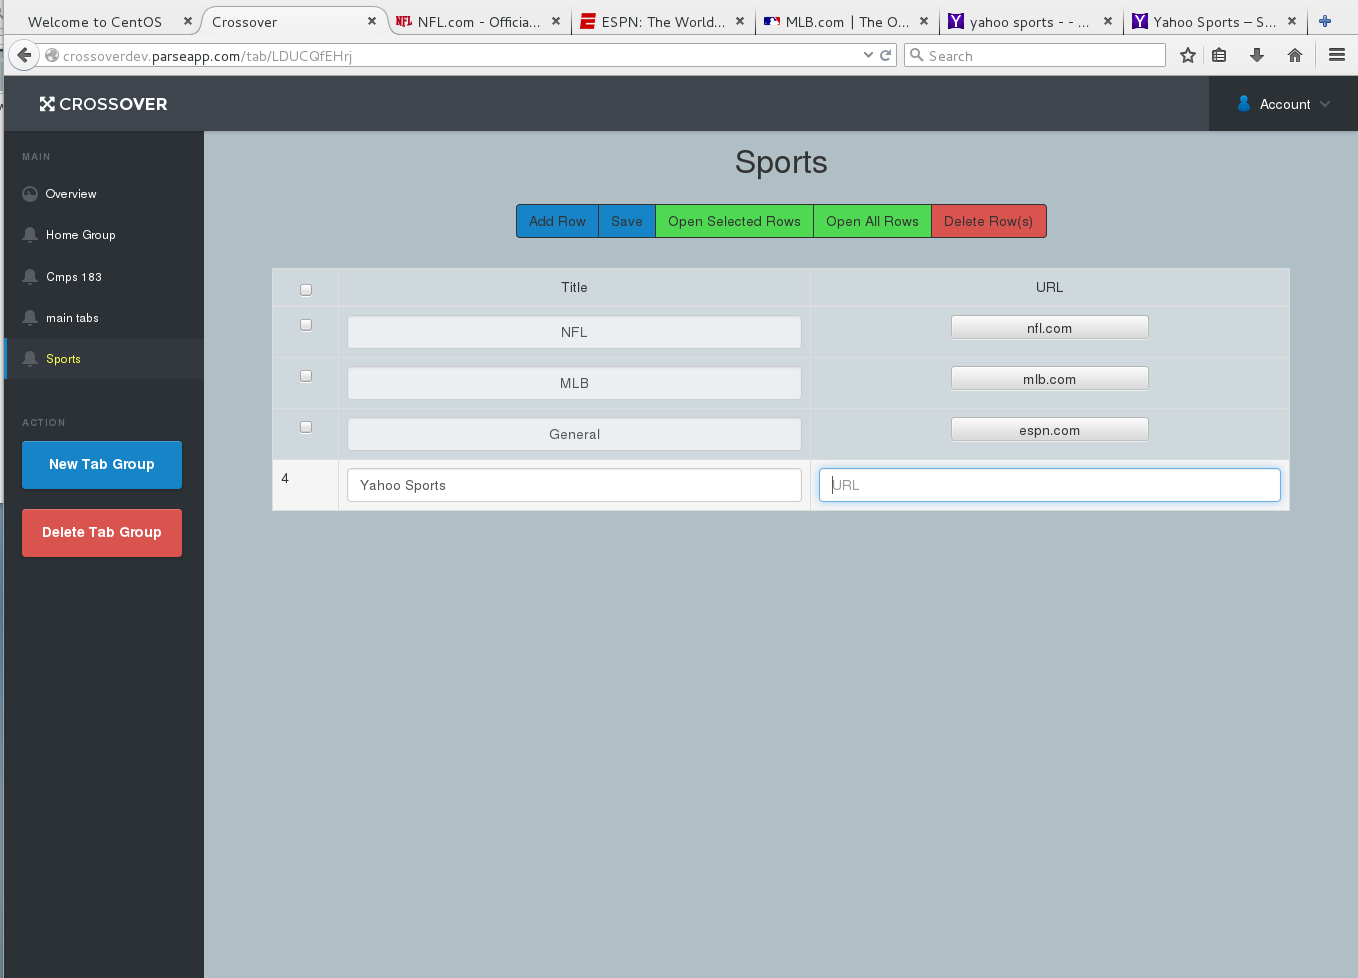 Welcome to CentOS
Crossover
NFL.com - Officia...
ESPN: The World...
MLB.com | The O...
yahoo sports - - ...
Yahoo Sports – S...
crossoverdev.parseapp.com/tab/LDUCQfEHrj
Search
CROSSOVER
Account
MAIN
Overview
Home Group
Cmps 183
main tabs
Sports
ACTION
New Tab Group
Delete Tab Group
Sports
Add Row Save Open Selected Rows Open All Rows Delete Row(s)
Title URL
NFL nfl.com
MLB mlb.com
General espn.com
4 Yahoo Sports URL